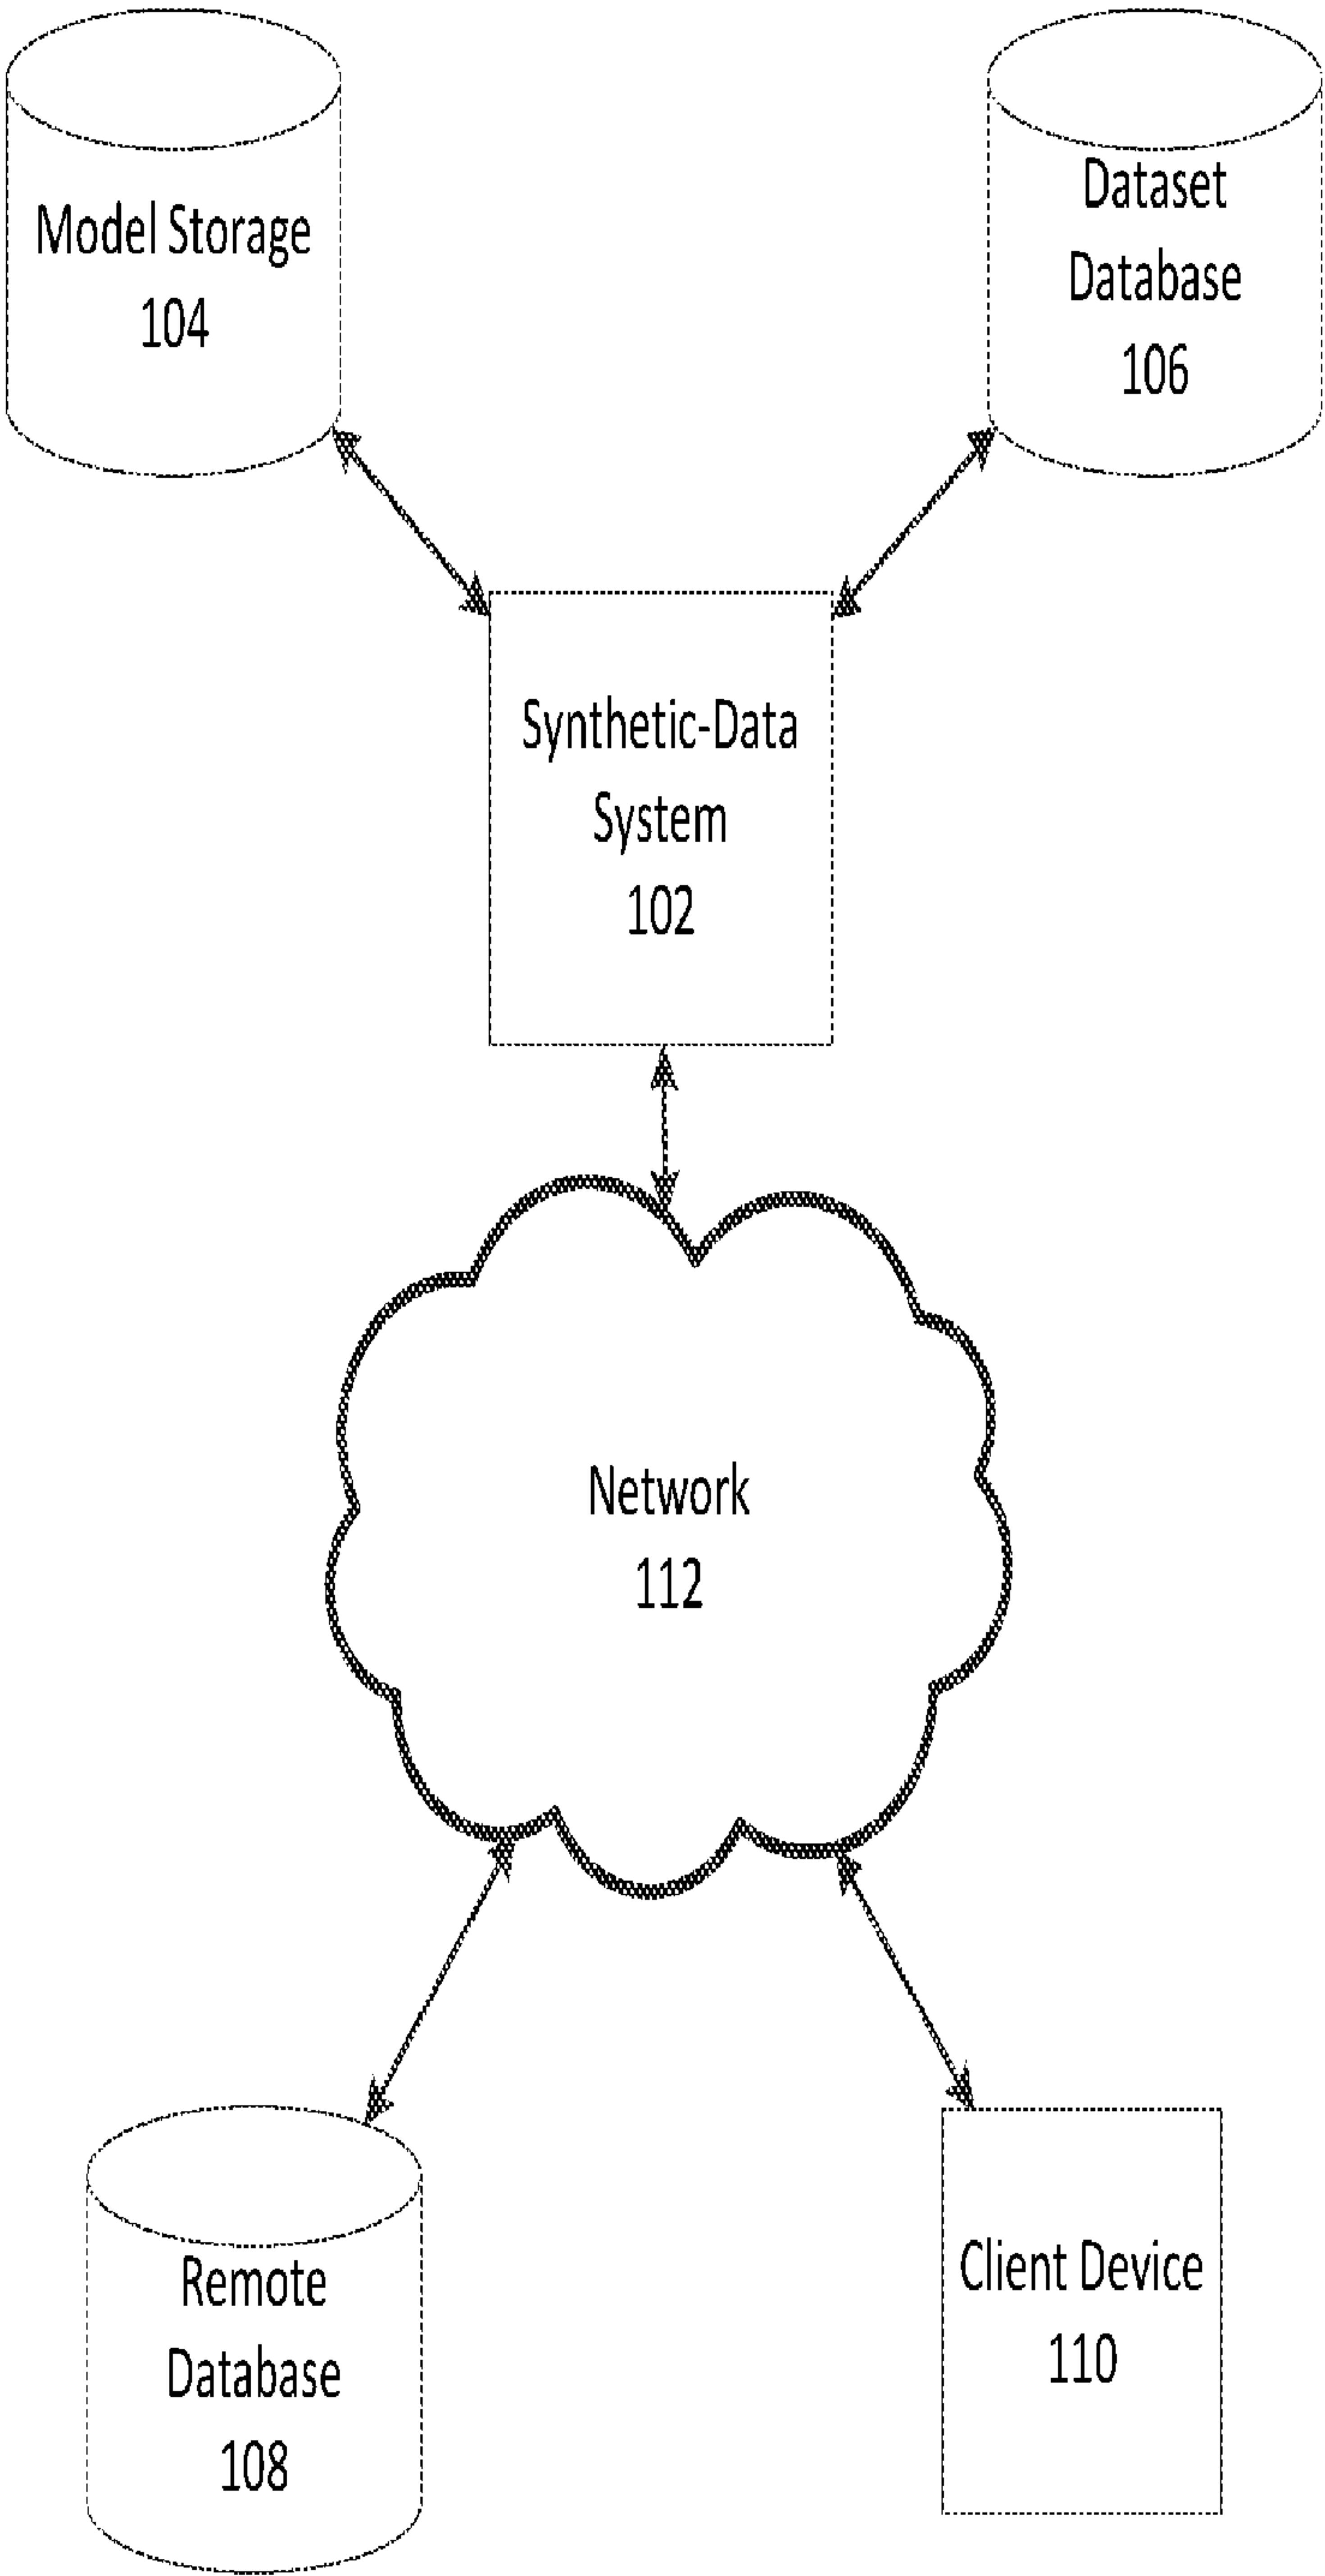 Model Storage
104
Dataset
Database
106
Synthetic-Data
System
102
Network
112
Remote
Database
108
Client Device
110